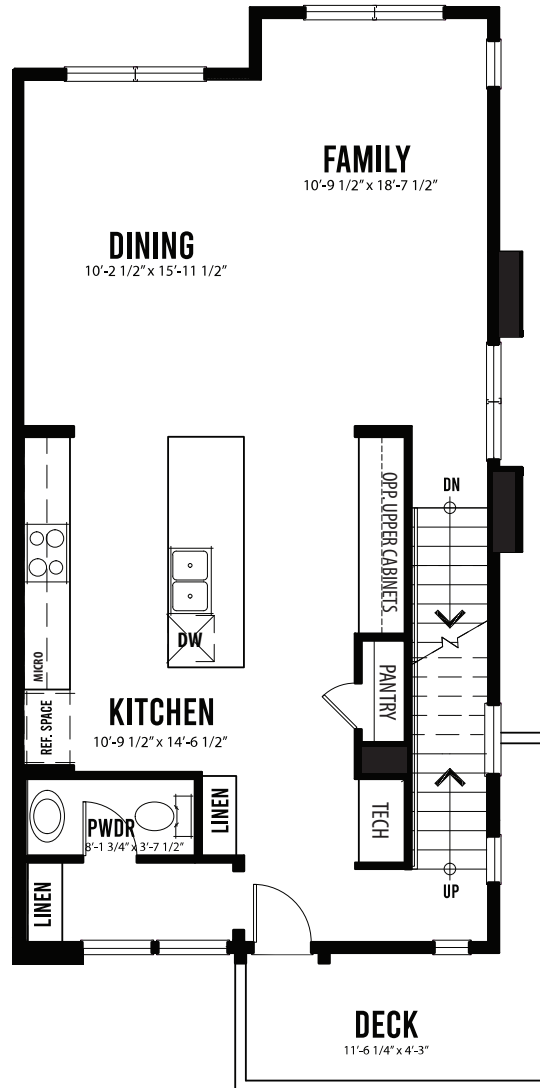 FAMILY
10'-9 1/2" x 18'-7 1/2"
DINING
10'-2 1/2" x 15'-11 1/2"
DN
OPP. UPPER CABINETS
DW
MICRO
PANTRY
REF. SPACE
KITCHEN
10'-9 1/2" x 14'-6 1/2"
LINEN
TECH
PWDR
8'-1 3/4" x 3'-7 1/2"
LINEN
UP
DECK
11'-6 1/4" x 4'-3"